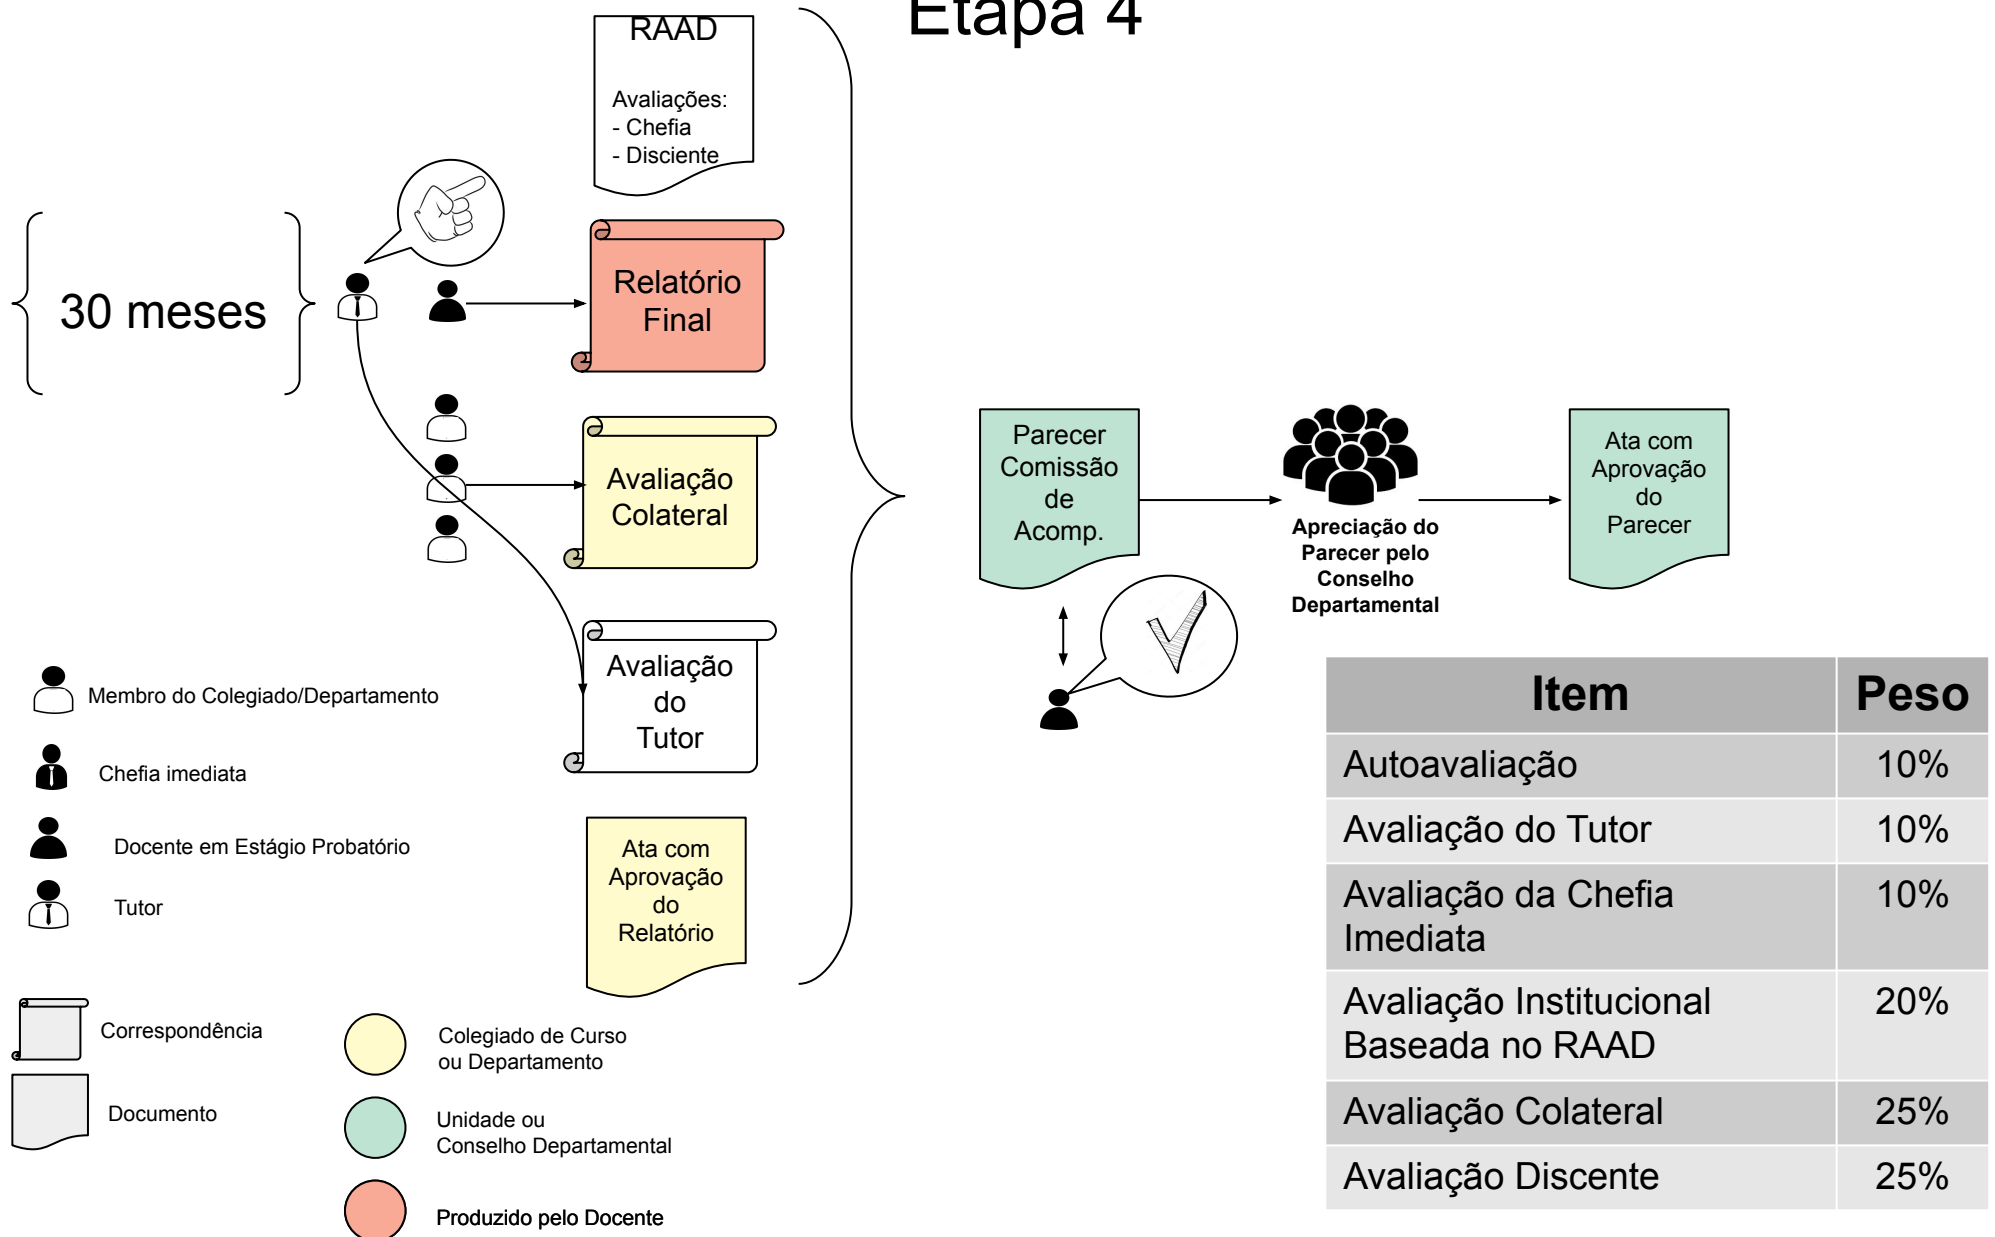 Etapa 4
RAAD
Avaliações:
- Chefia
- Disciente
30 meses
Relatório
Final
Avaliação
Colateral
Avaliação
do
Tutor
Ata com
Aprovação
do
Relatório
Parecer
Comissão
de
Acomp.
Apreciação do
Parecer pelo
Conselho
Departamental
Ata com
Aprovação
do
Parecer
Membro do Colegiado/Departamento
Chefia imediata
Docente em Estágio Probatório
Tutor
Correspondência
Documento
Colegiado de Curso
ou Departamento
Unidade ou
Conselho Departamental
Produzido pelo Docente
Item Peso
Autoavaliação 10%
Avaliação do Tutor 10%
Avaliação da Chefia 10%
Imediata
Avaliação Institucional 20%
Baseada no RAAD
Avaliação Colateral 25%
Avaliação Discente 25%